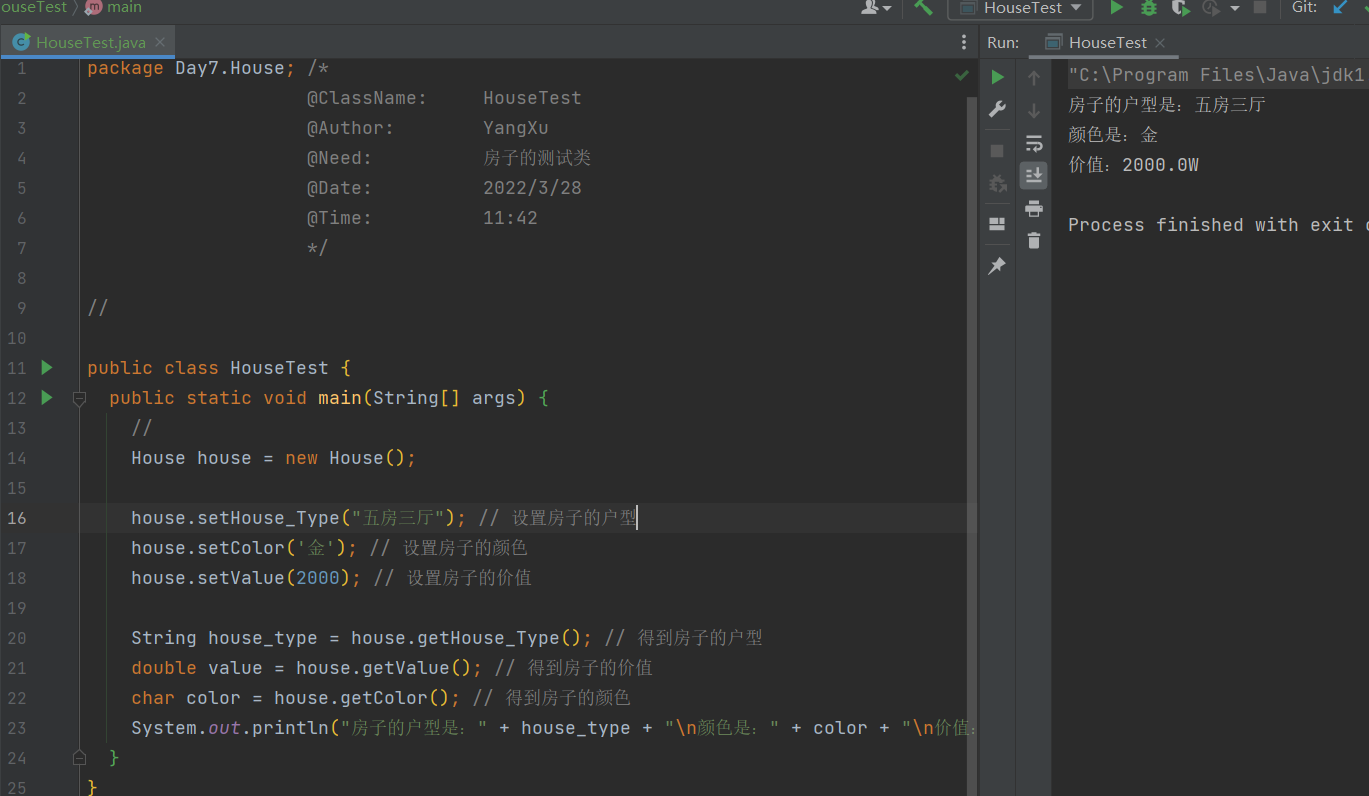 ouseTest 〉 main
HouseTest
Git:
HouseTest.java
Run: HouseTest
1 package Day7.House; /*
2 @ClassName: HouseTest
3 @Author: YangXu
4 @Need: 房子的测试类
5 @Date: 2022/3/28
6 @Time: 11:42
7 */
8
9 //
10
11 public class HouseTest {
12 public static void main(String[] args) {
13 //
14 House house = new House();
15
16 house.setHouse_Type("五房三厅"); // 设置房子的户型
17 house.setColor('金'); // 设置房子的颜色
18 house.setValue(2000); // 设置房子的价值
19
20 String house_type = house.getHouse_Type(); // 得到房子的户型
21 double value = house.getValue(); // 得到房子的价值
22 char color = house.getColor(); // 得到房子的颜色
23 System.out.println("房子的户型是：" + house_type + "\n颜色是：" + color + "\n价值：
24 }
25 }
"C:\Program Files\Java\jdk1
房子的户型是：五房三厅
颜色是：金
价值：2000.0W
Process finished with exit